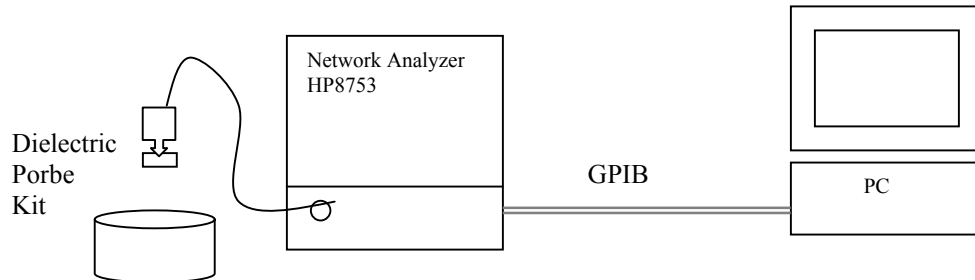 Network Analyzer
HP8753
Dielectric
Porbe
Kit
GPIB
PC